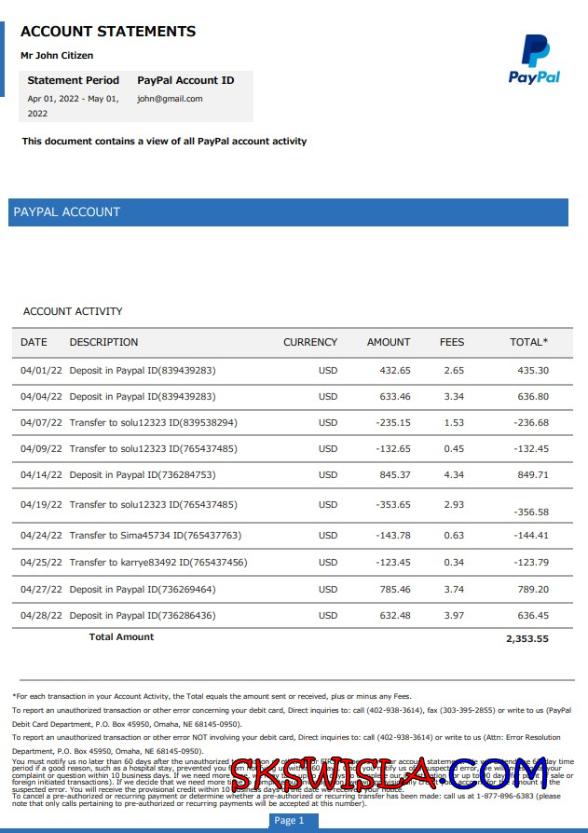 ACCOUNT STATEMENTS
Mr John Citizen
PayPal
Statement Period PayPal Account ID
Apr 01, 2022 - May 01, john@gmail.com
2022
This document contains a view of all PayPal account activity
PAYPAL ACCOUNT
ACCOUNT ACTIVITY
DATE DESCRIPTION CURRENCY AMOUNT FEES TOTAL*
04/01/22 Deposit in Paypal ID(839439283) USD 432.65 2.65 435.30
04/04/22 Deposit in Paypal ID(839439283) USD 633.46 3.34 636.80
04/07/22 Transfer to solu12323 ID(839538294) USD -235.15 1.53 -236.68
04/09/22 Transfer to solu12323 ID(765437485) USD -132.65 0.45 -132.45
04/14/22 Deposit in Paypal ID(736284753) USD 845.37 4.34 849.71
04/19/22 Transfer to solu12323 ID(765437485) USD -353.65 2.93 -356.58
04/24/22 Transfer to Sima45734 ID(765437763) USD -143.78 0.63 -144.41
04/25/22 Transfer to karrye83492 ID(765437456) USD -123.45 0.34 -123.79
04/27/22 Deposit in Paypal ID(736269464) USD 785.46 3.74 789.20
04/28/22 Deposit in Paypal ID(736286436) USD 632.48 3.97 636.45
Total Amount 2,353.55
*For each transaction in your Account Activity, the Total equals the amount sent or received, plus or minus any Fees.
To report an unauthorized transaction or other error concerning your debit card, Direct inquiries to: call (402-938-3614), fax (303-395-2855) or write to us (PayPal
Debit Card Department, P.O. Box 45950, Omaha, NE 68145-0950).
To report an unauthorized transaction or other error NOT involving your debit card, Direct inquiries to: call (402-938-3614) or write to us (Attn: Error Resolution
Department, P.O. Box 45950, Omaha, NE 68145-0950).
You must notify us no later than 60 days after the unauthorized account statement time
period if a good reason, such as a hospital stay, prevented you notify us suspected error, we will
complaint or question within 10 business days. If we need more sale or
foreign initiated transactions). If we decide that we need more
suspected error. You will receive the provisional credit within 10 business days of the date we notice.
To cancel a pre-authorized or recurring payment or determine whether a pre-authorized or recurring transfer has been made: call us at 1-877-896-6383 (please
note that only calls pertaining to pre-authorized or recurring payments will be accepted at this number).
SKSWISLA.COM
Page 1